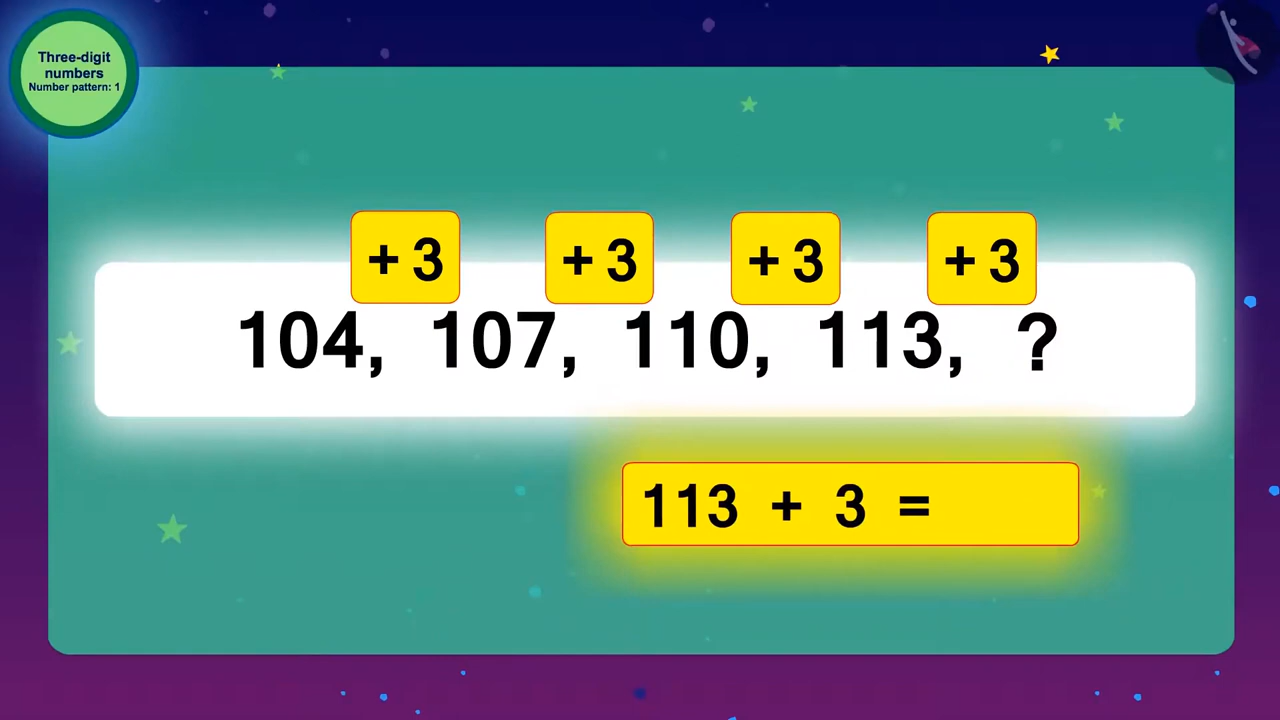 Three-digit
numbers
Number pattern: 1
+ 3 + 3 + 3 + 3
104, 107, 110, 113, ?
113 + 3 =